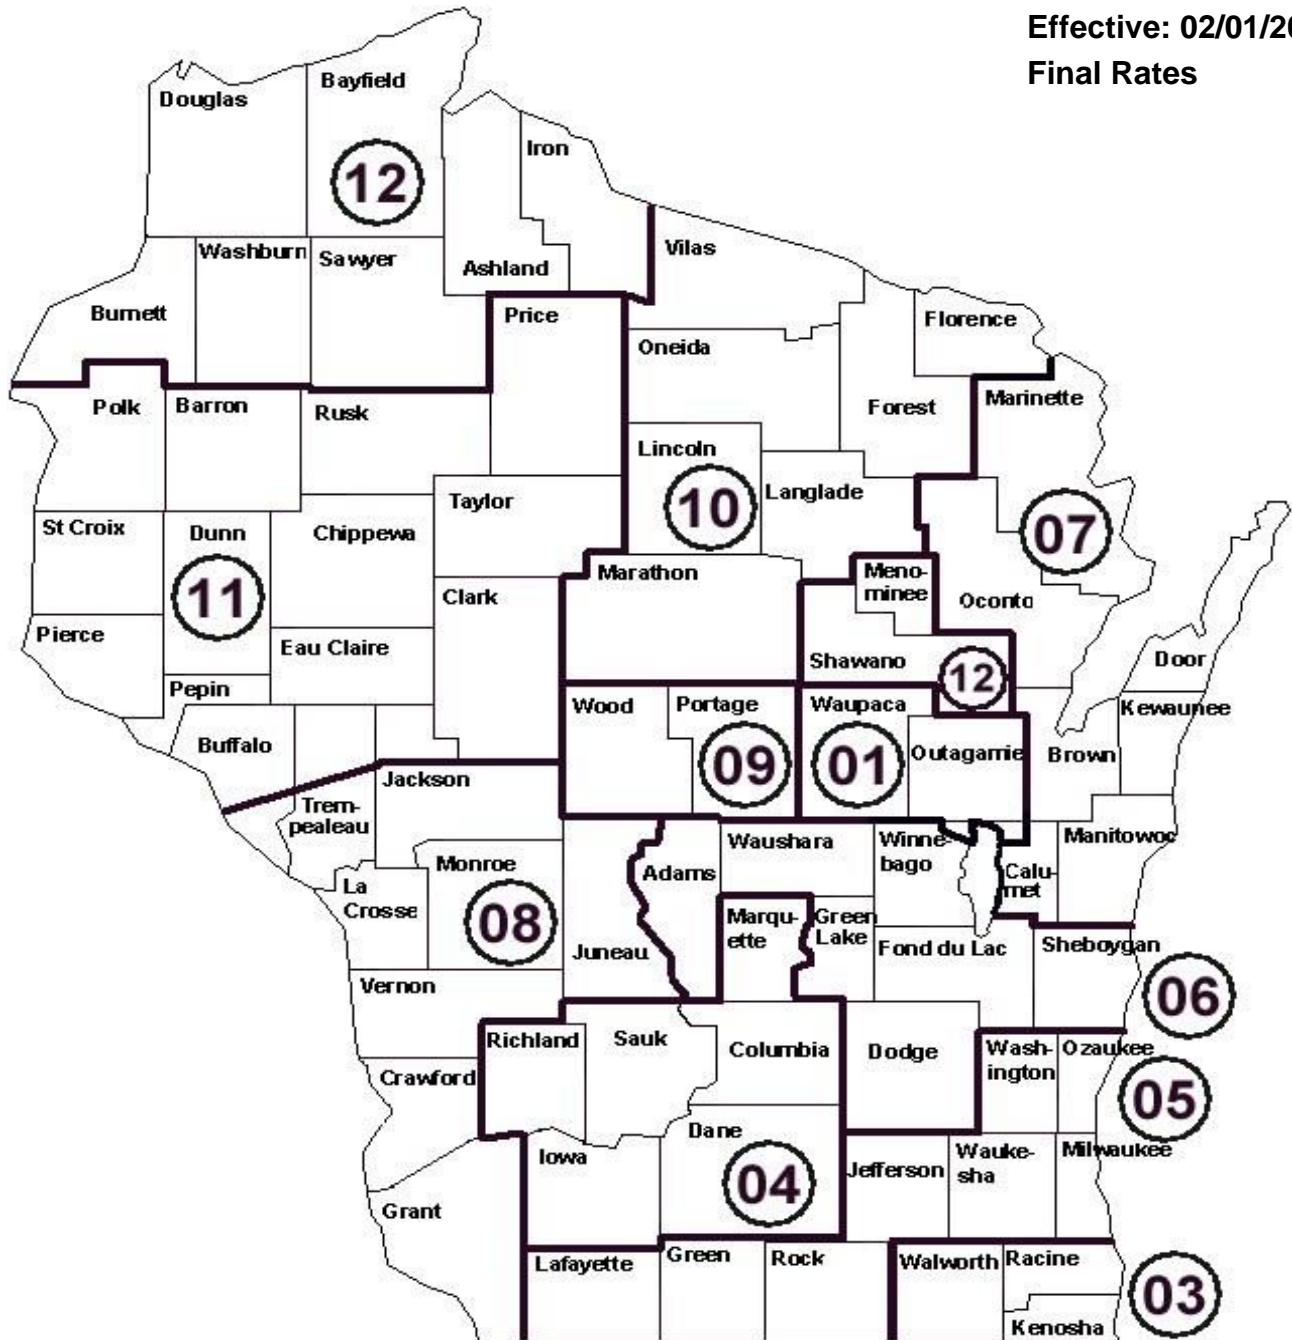 Effective: 02/01/20
Final Rates
Bayfield
Douglas
Iron
12
Vilas
Washburn
Sawyer
Ashland
Burnett
Price
Florence
Oneida
Polk
Barron
Rusk
Forest
Marinette
Lincoln
Langlade
10
Taylor
St Croix
Dunn
Chippewa
07
Marathon
Meno-
minee
11
Clark
Oconto
Pierce
Eau Claire
Shawano
Door
12
Pepin
Wood
Portage
Waupaca
Kewaunee
Buffalo
Outagamie
Brown
09
01
Jackson
Trem-
pealeau
Waushara
Winne-
bago
Manitowoc
Monroe
Adams
Calu-
met
La
Crosse
08
Marqu-
ette
Green
Lake
Juneau
Fond du Lac
Sheboygan
Vernon
06
Richland
Sauk
Columbia
Dodge
Wash-
ington
Ozaukee
Crawford
05
Dane
Iowa
Jefferson
Wauke-
sha
Milwaukee
04
Grant
Lafayette
Green
Rock
Walworth
Racine
03
Kenosha